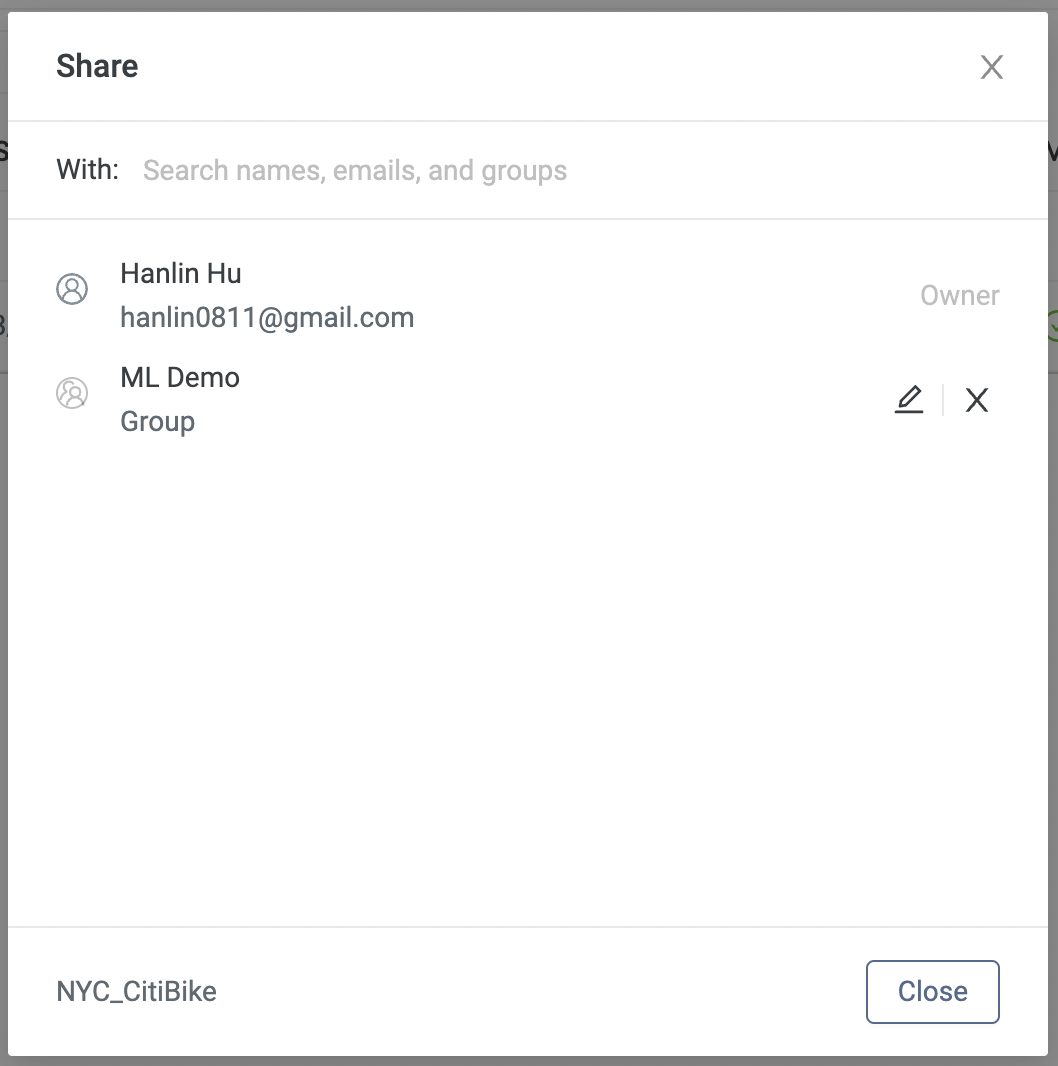 Share
With: Search names, emails, and groups
Hanlin Hu
hanlin0811@gmail.com
Owner
ML Demo
Group
NYC_CitiBike
Close